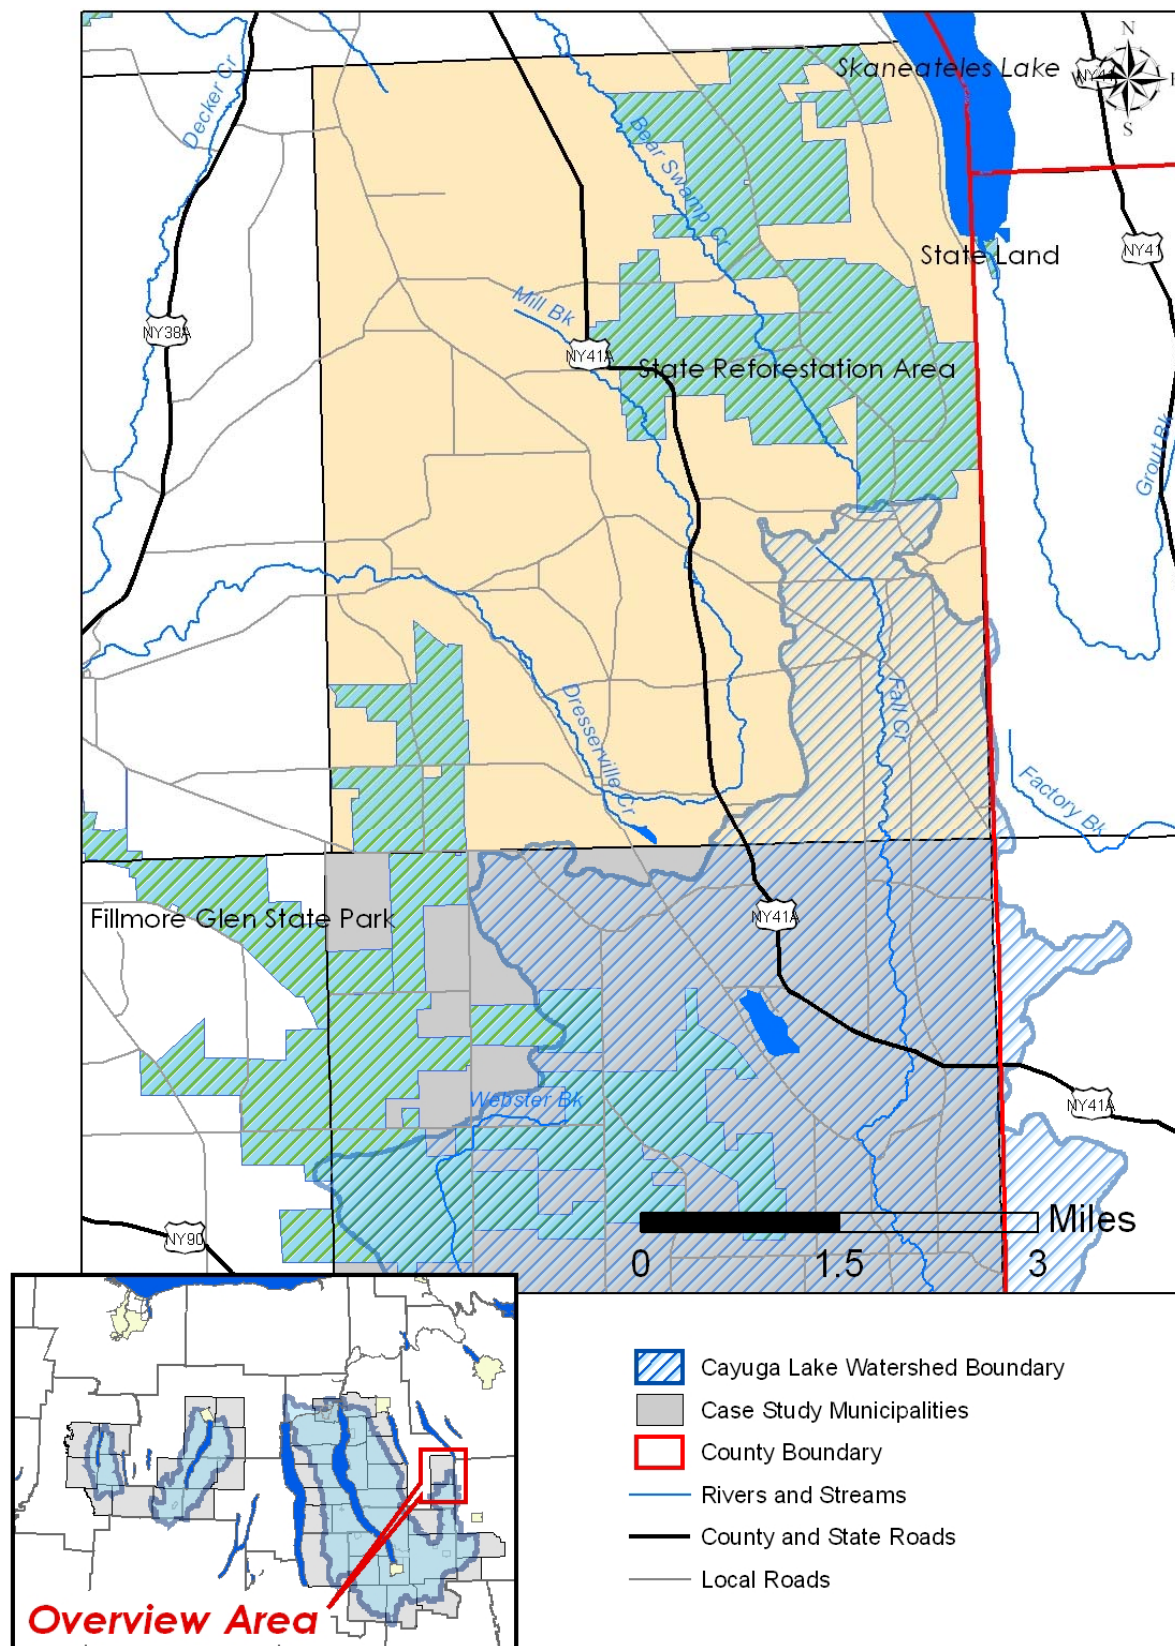 N
Skaneateles Lake
S
Decker Cr
Bear Swamp Cr
State Land
NY41
Mill Bk
NY38A
NY41A
State Reforestation Area
Grout Bk
Fall Cr
Dresserville Cr
Factory Bk
Fillmore Glen State Park
NY41A
Webster Bk
NY41A
NY90
Miles
0 1.5 3
Cayuga Lake Watershed Boundary
Case Study Municipalities
County Boundary
Rivers and Streams
County and State Roads
Local Roads
Overview Area